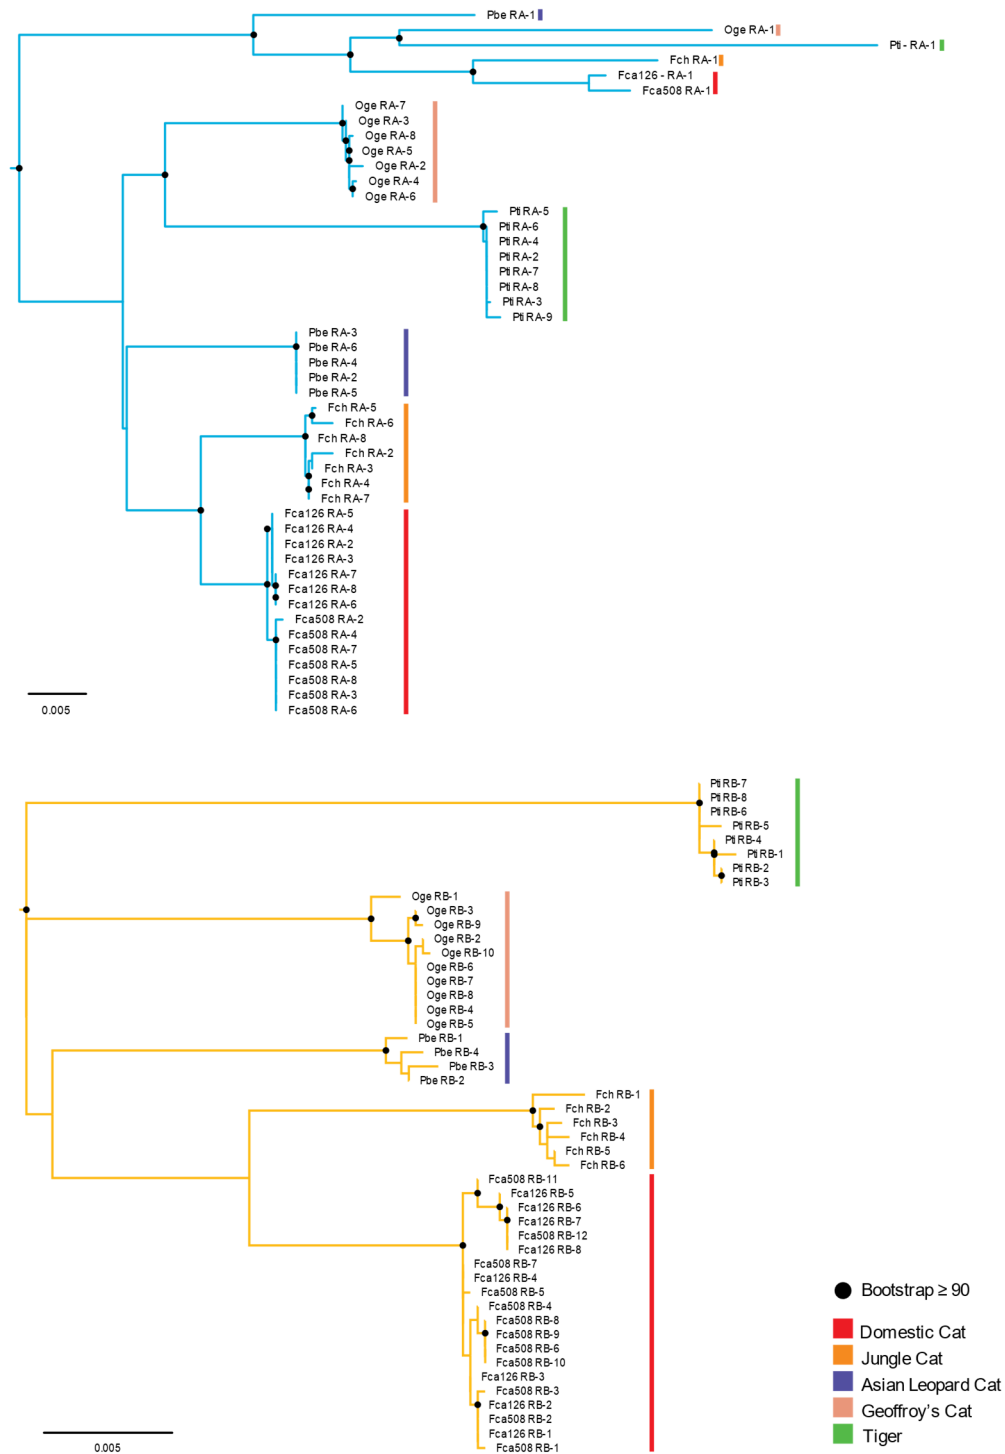 Pbe RA-1
Oge RA-1
Pti - RA-1
Fch RA-1
Fca126 - RA-1
Fca508 RA-1
Oge RA-7
Oge RA-3
Oge RA-8
Oge RA-5
Oge RA-2
Oge RA-4
Oge RA-6
Pti RA-5
Pti RA-6
Pti RA-4
Pti RA-2
Pti RA-7
Pti RA-8
Pti RA-3
Pti RA-9
Pbe RA-3
Pbe RA-6
Pbe RA-4
Pbe RA-2
Pbe RA-5
Fch RA-5
Fch RA-6
Fch RA-8
Fch RA-2
Fch RA-3
Fch RA-4
Fch RA-7
Fca126 RA-5
Fca126 RA-4
Fca126 RA-2
Fca126 RA-3
Fca126 RA-7
Fca126 RA-8
Fca126 RA-6
Fca508 RA-2
Fca508 RA-4
Fca508 RA-7
Fca508 RA-5
Fca508 RA-8
Fca508 RA-3
Fca508 RA-6
0.005
Pti RB-7
Pti RB-8
Pti RB-6
Pti RB-5
Pti RB-4
Pti RB-1
Pti RB-2
Pti RB-3
Oge RB-1
Oge RB-3
Oge RB-9
Oge RB-2
Oge RB-10
Oge RB-6
Oge RB-7
Oge RB-8
Oge RB-4
Oge RB-5
Pbe RB-1
Pbe RB-4
Pbe RB-3
Pbe RB-2
Fch RB-1
Fch RB-2
Fch RB-3
Fch RB-4
Fch RB-5
Fch RB-6
Fca508 RB-11
Fca126 RB-5
Fca126 RB-6
Fca126 RB-7
Fca508 RB-12
Fca126 RB-8
Fca508 RB-7
Fca126 RB-4
Fca508 RB-5
Fca508 RB-4
Fca508 RB-8
Fca508 RB-9
Fca508 RB-6
Fca508 RB-10
Fca126 RB-3
Fca508 RB-3
Fca126 RB-2
Fca508 RB-2
Fca126 RB-1
Fca508 RB-1
0.005
Bootstrap ≥ 90
Domestic Cat
Jungle Cat
Asian Leopard Cat
Geoffroy's Cat
Tiger